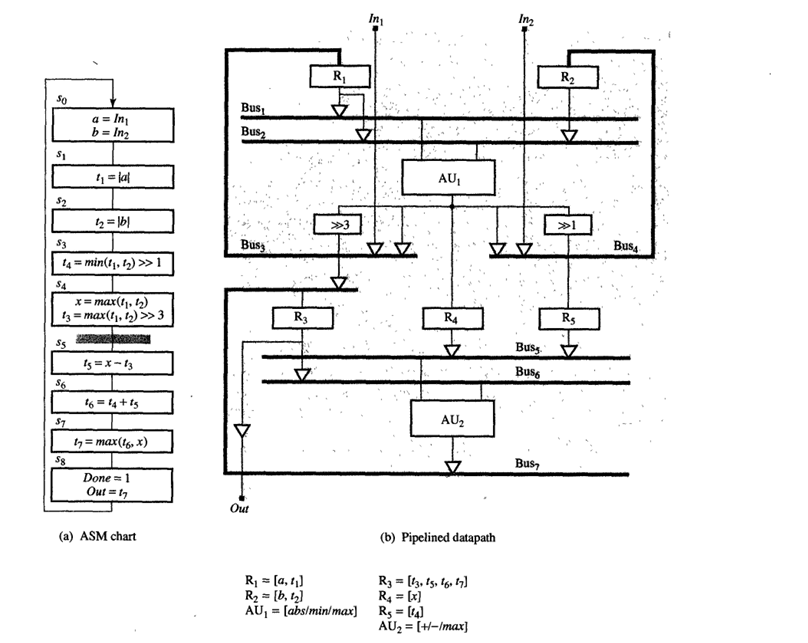 s0
a = In1
b = In2
s1
t1 = |a|
s2
t2 = |b|
s3
t4 = min(t1, t2) >> 1
s4
x = max(t1, t2)
t3 = max(t1, t2) >> 3
s5
t5 = x − t3
s6
t6 = t4 + t5
s7
t7 = max(t6, x)
s8
Done = 1
Out = t7
(a) ASM chart
In1
In2
R1
R2
Bus1
Bus2
AU1
>>3
>>1
Bus3
Bus4
R3
R4
R5
Bus5
Bus6
AU2
Bus7
Out
(b) Pipelined datapath
R1 = [a, t1]
R2 = [b, t2]
AU1 = [abs/min/max]
R3 = [t3, t5, t6, t7]
R4 = [x]
R5 = [t4]
AU2 = [+/−/max]